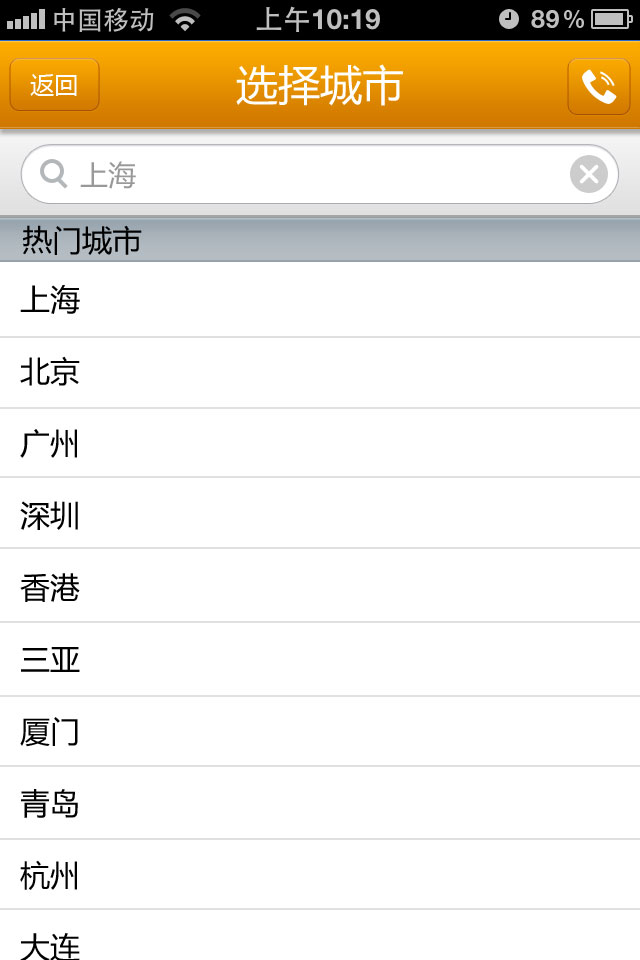 中国移动 上午10:19 89%
返回 选择城市
上海
热门城市
上海
北京
广州
深圳
香港
三亚
厦门
青岛
杭州
大连